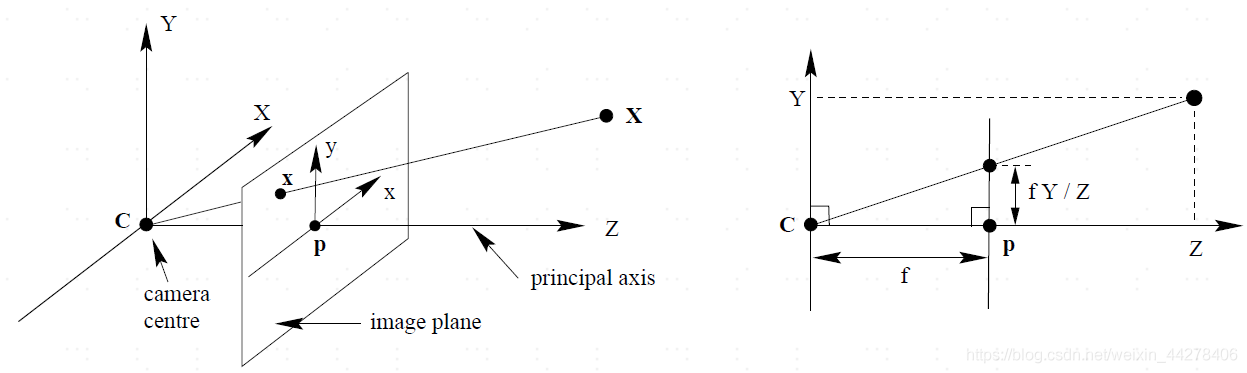 Y
X
X
x
y
x
C
p
Z
camera
centre
principal axis
image plane
Y
f Y / Z
C
p
Z
f
https://blog.csdn.net/weixin_44278406